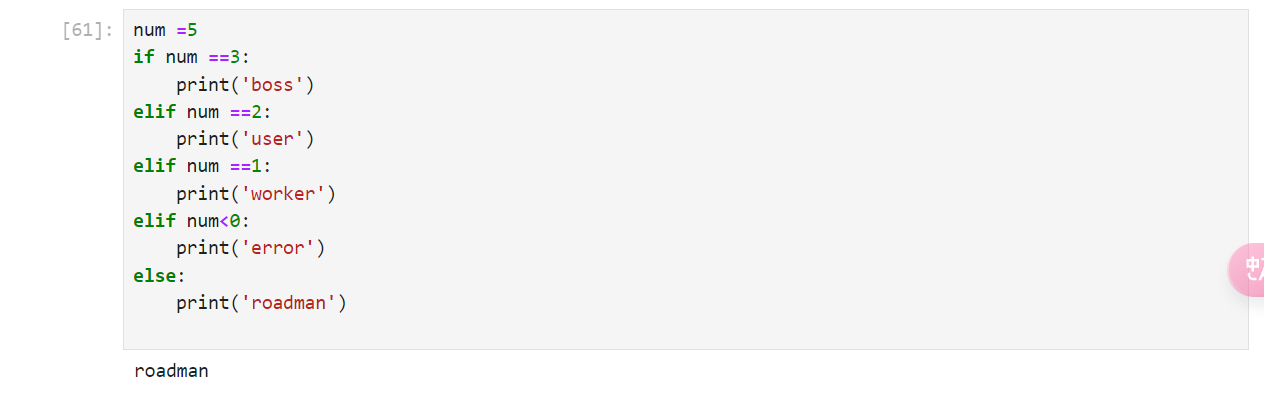 [61]:
num =5
if num ==3:
    print('boss')
elif num ==2:
    print('user')
elif num ==1:
    print('worker')
elif num<0:
    print('error')
else:
    print('roadman')
roadman
中